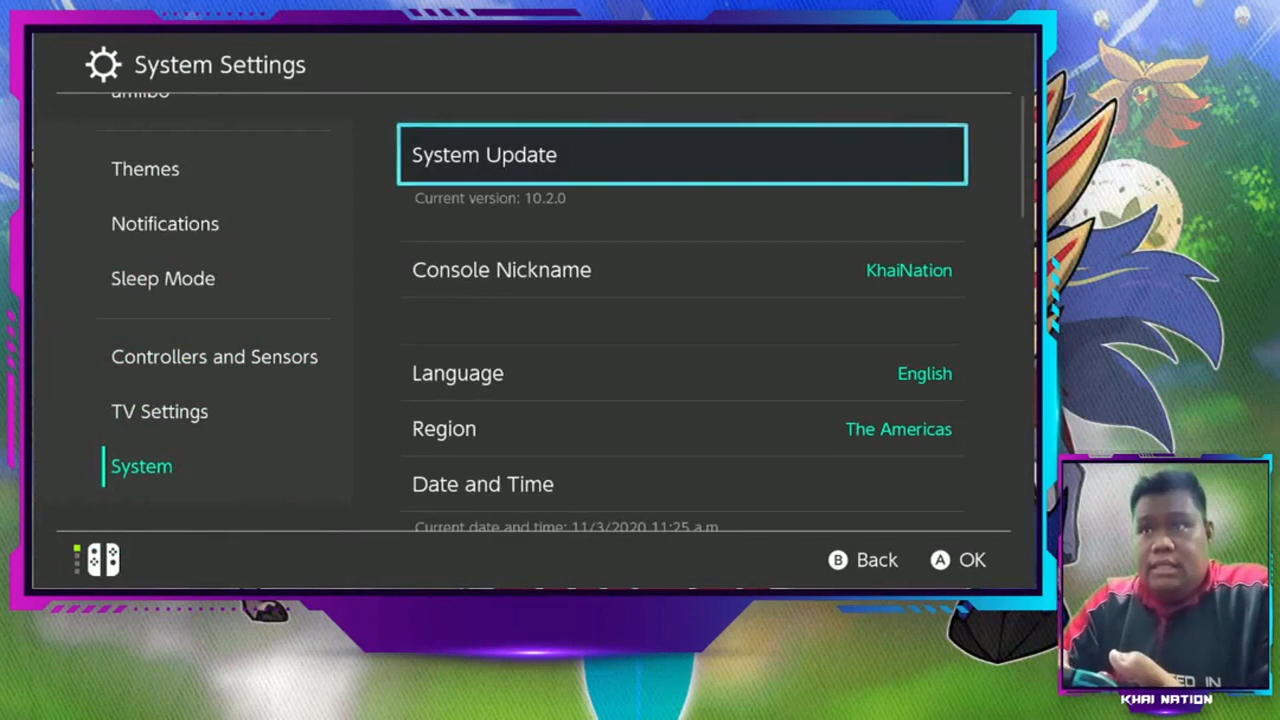 System Settings
amiibo
Themes
Notifications
Sleep Mode
Controllers and Sensors
TV Settings
System
System Update
Current version: 10.2.0
Console Nickname KhaiNation
Language English
Region The Americas
Date and Time
Current date and time: 11/3/2020 11:25 a.m
B Back
A OK
IN
KHAI NATION